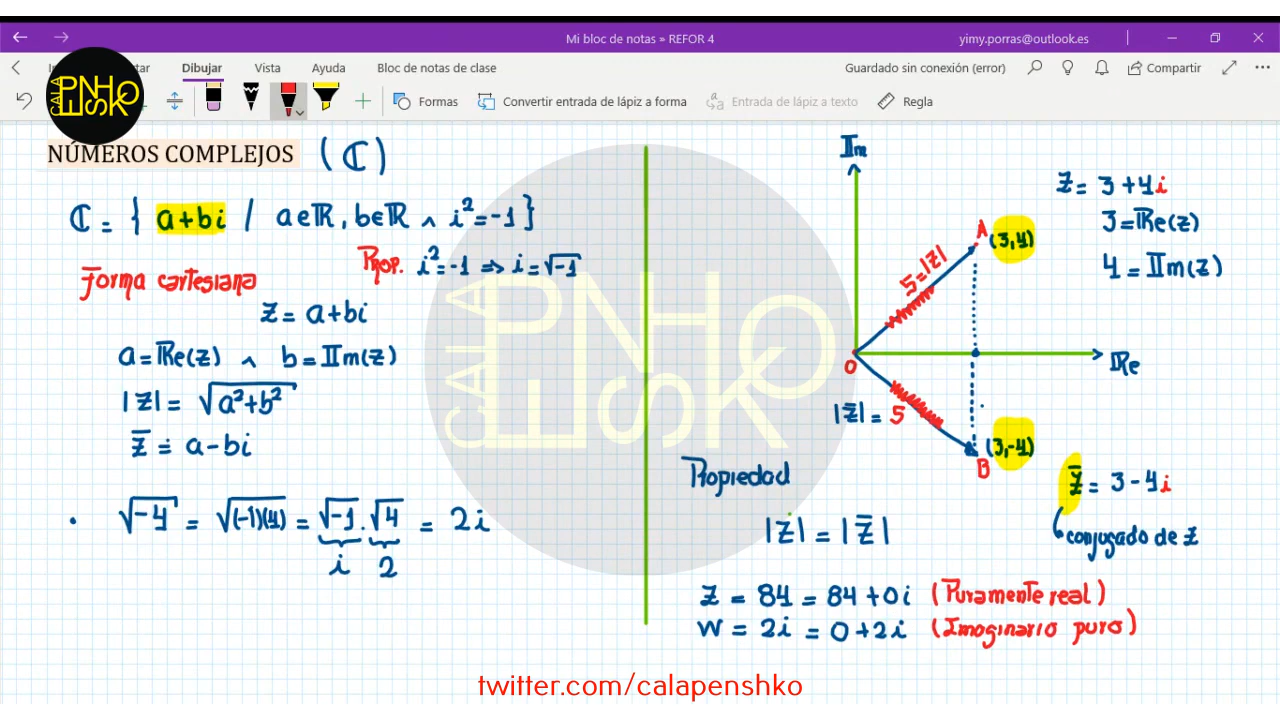 Mi bloc de notas » REFOR 4
yimy.porras@outlook.es
Dibujar Vista Ayuda Bloc de notas de clase
Guardado sin conexión (error) Compartir
Formas Convertir entrada de lápiz a forma Entrada de lápiz a texto Regla
CALA PENSHKO
NÚMEROS COMPLEJOS (ℂ)
ℂ = { a+bi / a∈ℝ, b∈ℝ ∧ i²=-1 }
Forma cartesiana
Prop. i²=-1 ⇒ i=√-1
z = a+bi
a=Re(z) ∧ b=Im(z)
|z| = √a²+b²
z̄ = a-bi
• √-4 = √(-1)(4) = √-1 . √4 = 2i
i 2
Im
A (3,4)
5=|z|
O
Re
|z̄| = 5
(3,-4)
B
z = 3+4i
3=Re(z)
4=Im(z)
z̄ = 3-4i
conjugado de z
Propiedad
|z| = |z̄|
z = 84 = 84+0i (Puramente real)
W = 2i = 0+2i (Imaginario puro)
twitter.com/calapenshko